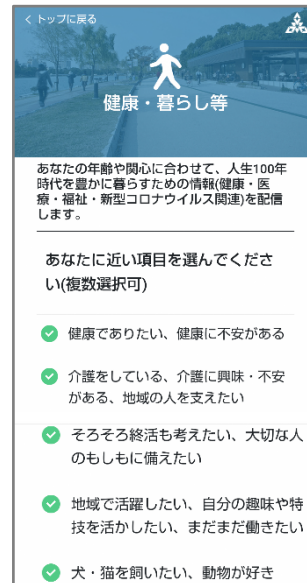 < トップに戻る
健康・暮らし等
あなたの年齢や関心に合わせて、人生100年
時代を豊かに暮らすための情報(健康・医
療・福祉・新型コロナウイルス関連)を配信
します。
あなたに近い項目を選んでくださ
い(複数選択可)
健康でありたい、健康に不安がある
介護をしている、介護に興味・不安
がある、地域の人を支えたい
そろそろ終活も考えたい、大切な人
のもしもに備えたい
地域で活躍したい、自分の趣味や特
技を活かしたい、まだまだ働きたい
犬・猫を飼いたい、動物が好き